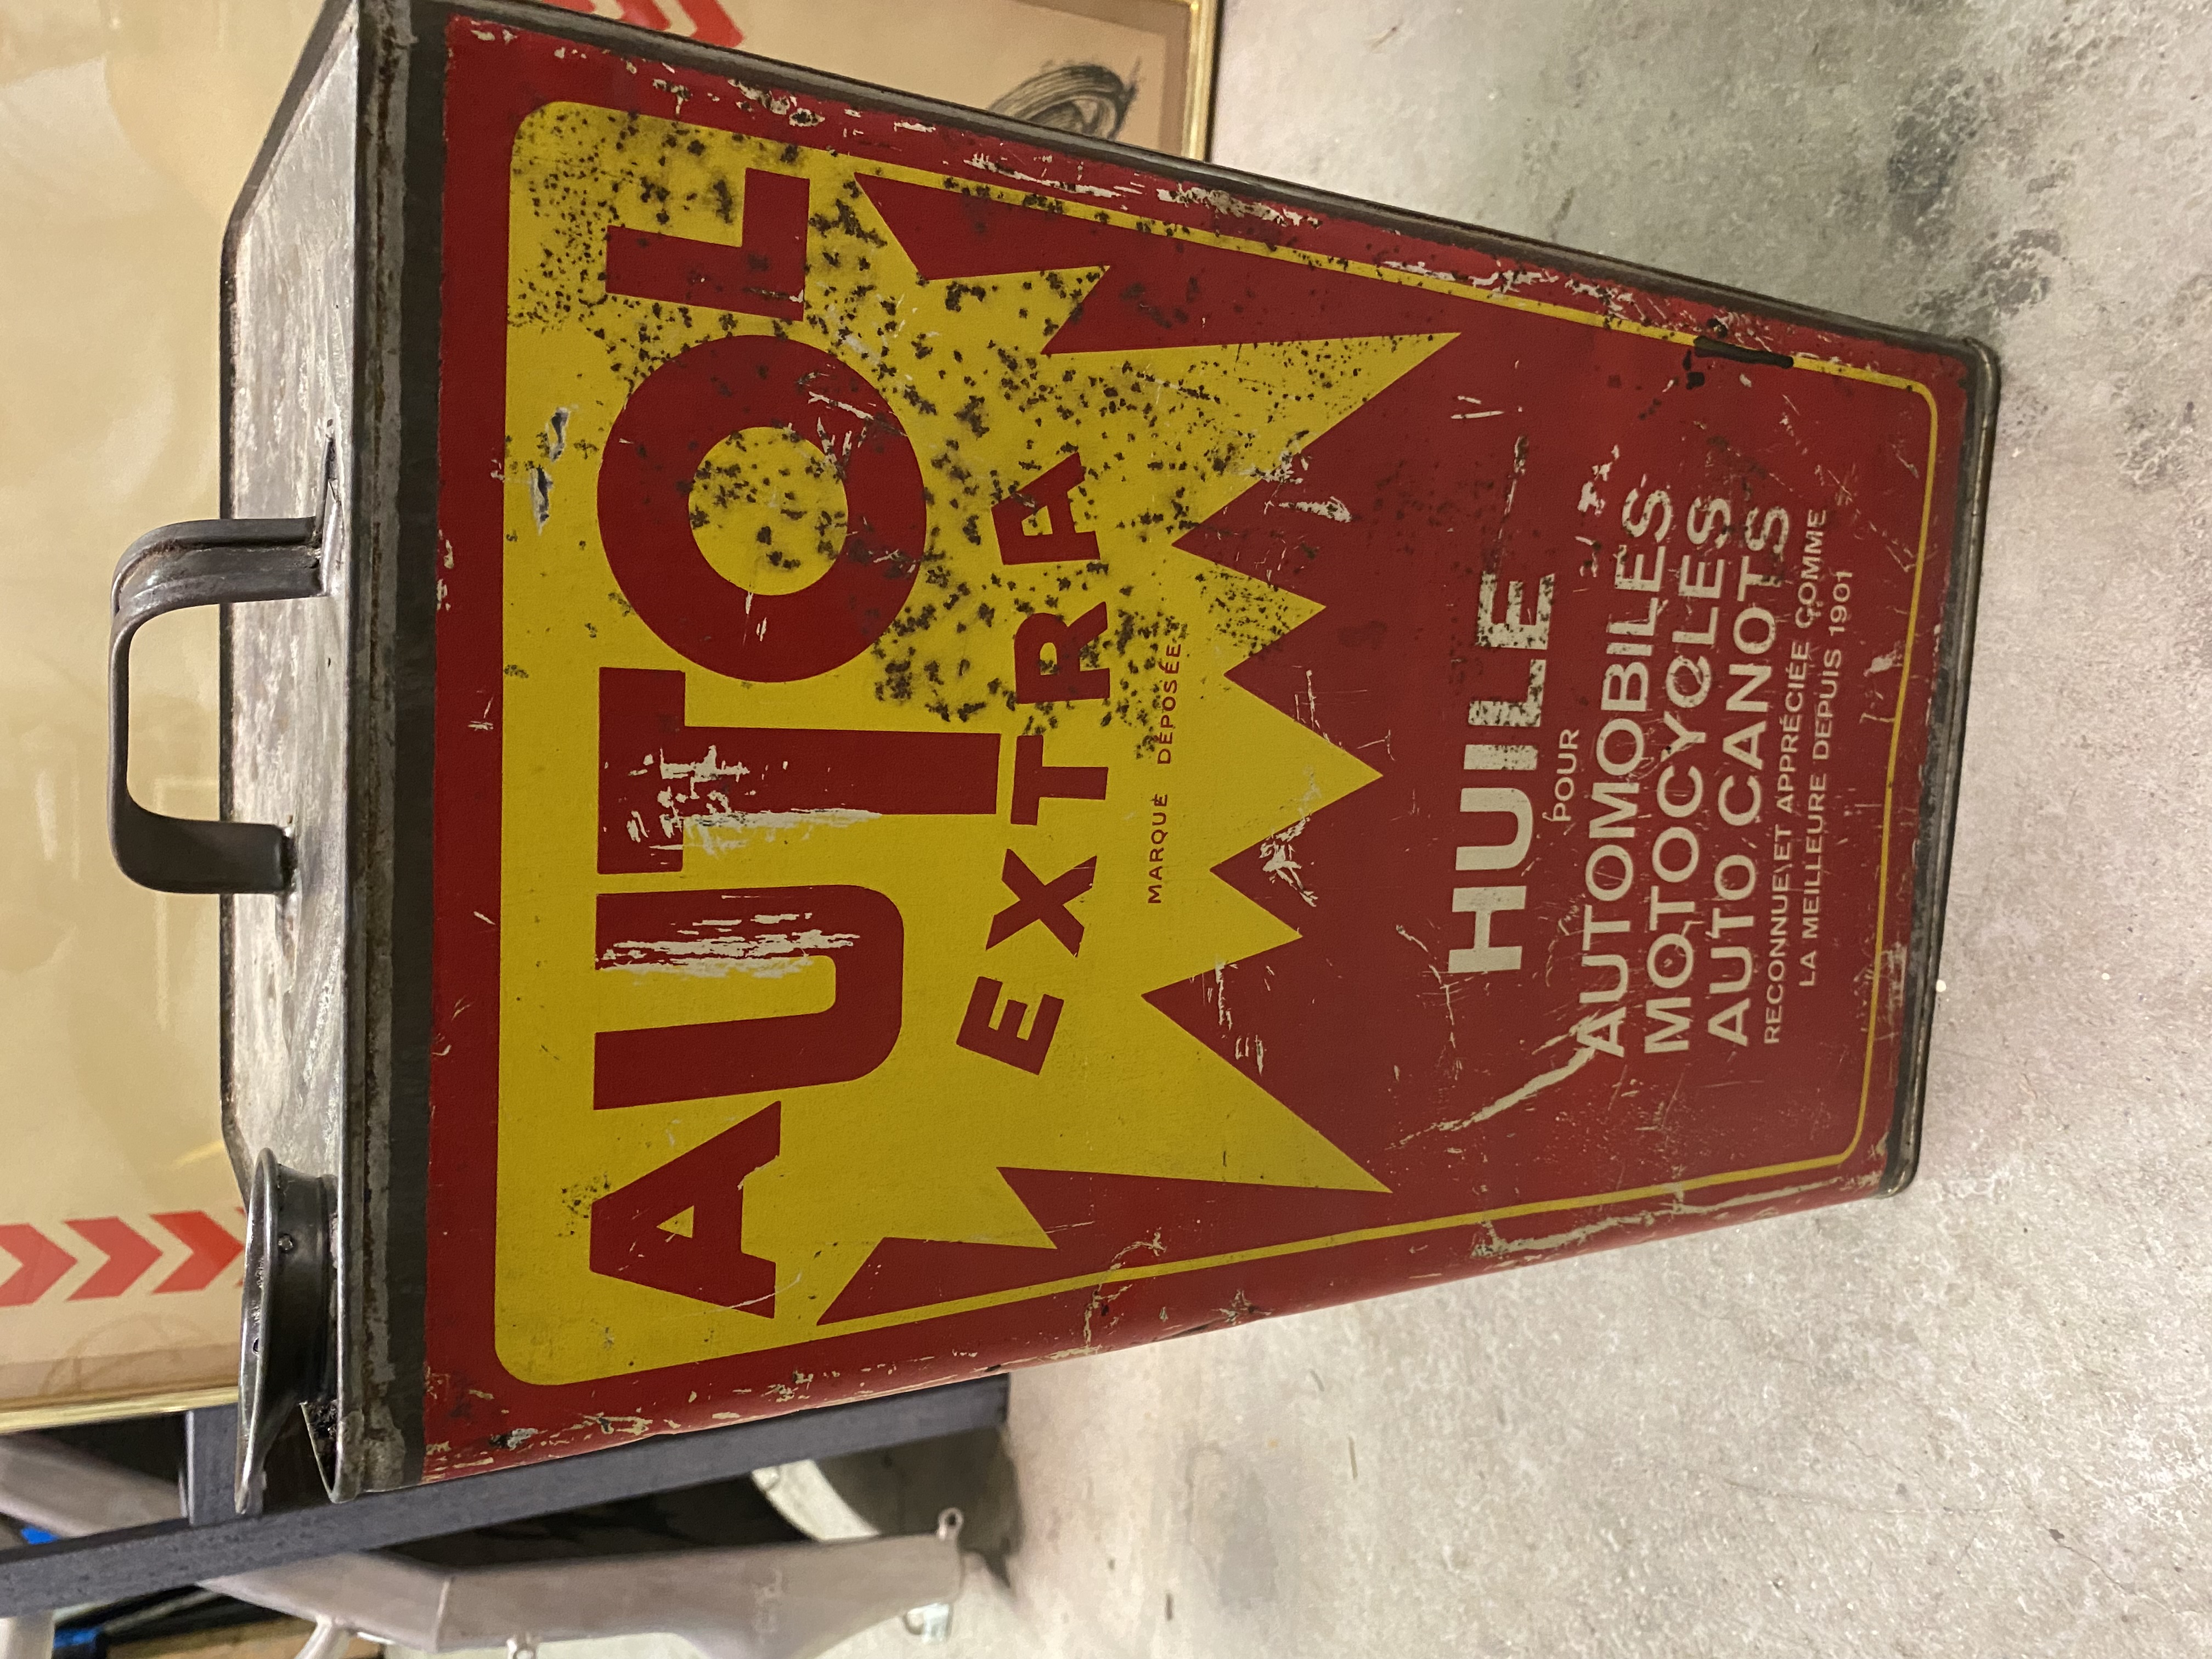 AUTOL
EXTRA
MARQUE DÉPOSÉE
HUILE
POUR
AUTOMOBILES
MOTOCYCLES
AUTO CANOTS
RECONNUE ET APPRÉCIÉE COMME
LA MEILLEURE DEPUIS 1901